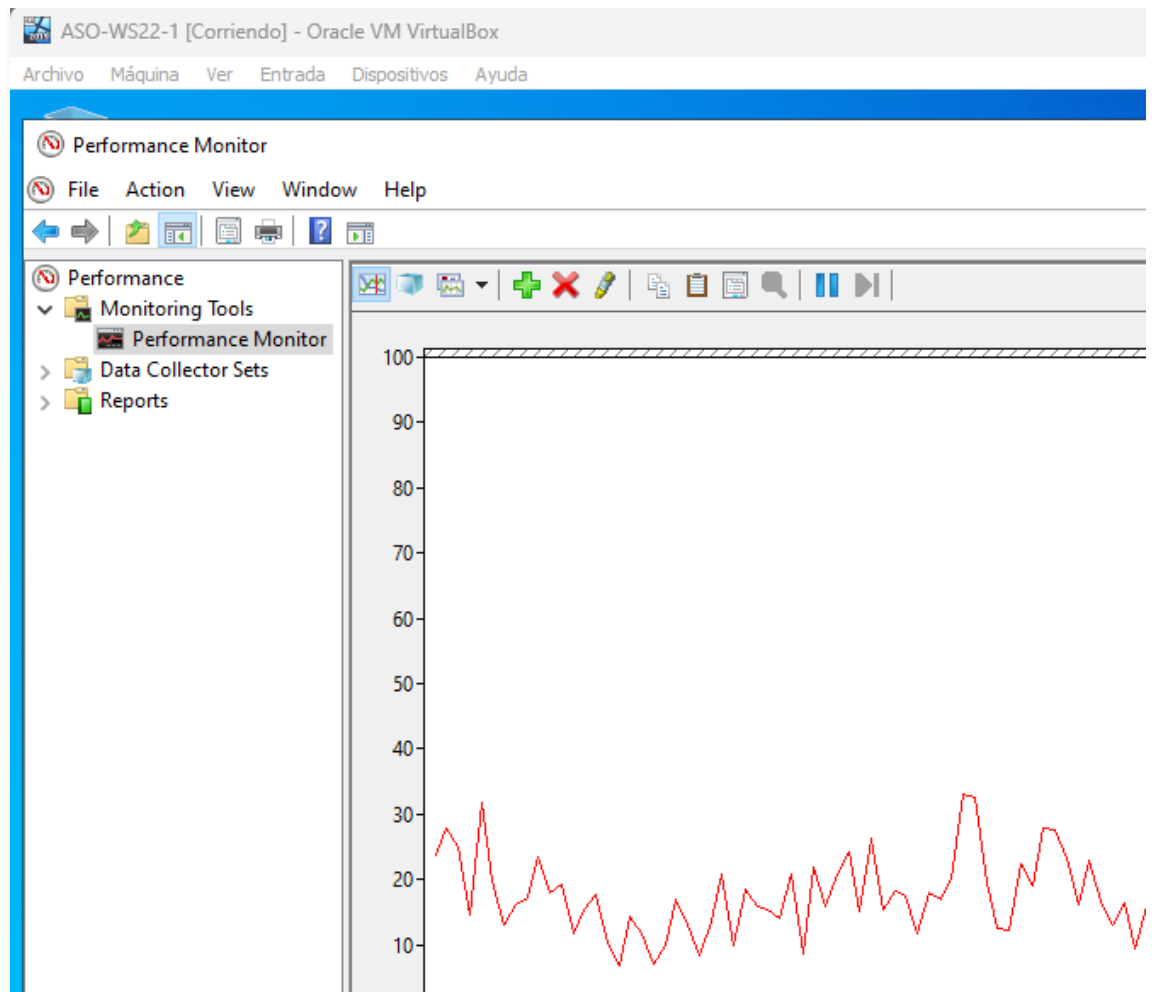 ASO-WS22-1 [Corriendo] - Oracle VM VirtualBox
Archivo Máquina Ver Entrada Dispositivos Ayuda
Performance Monitor
File Action View Window Help
Performance
Monitoring Tools
Performance Monitor
Data Collector Sets
Reports
100
90
80
70
60
50
40
30
20
10